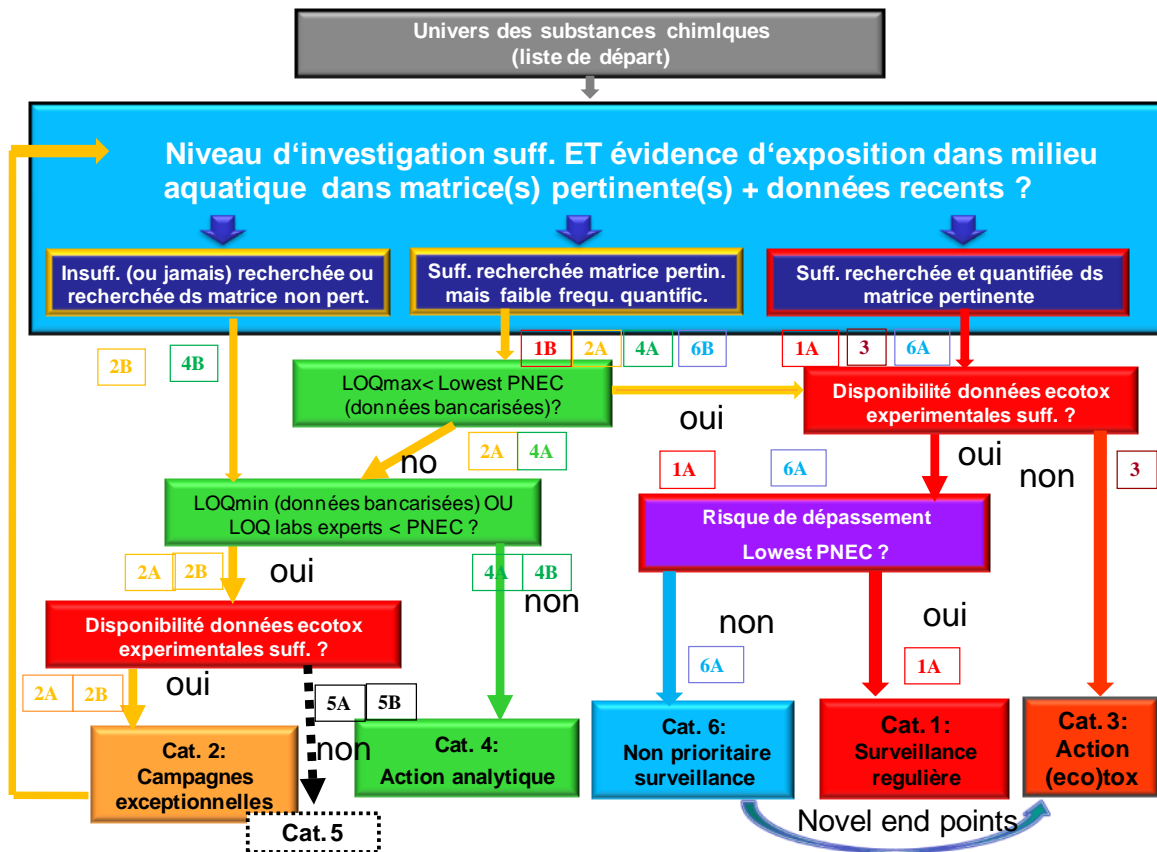 Univers des substances chimIques
(liste de départ)
Niveau d‘investigation suff. ET évidence d‘exposition dans milieu
aquatique dans matrice(s) pertinente(s) + données recents ?
Insuff. (ou jamais) recherchée ou
recherchée ds matrice non pert.
Suff. recherchée matrice pertin.
mais faible frequ. quantific.
Suff. recherchée et quantifiée ds
matrice pertinente
2B
4B
1B
2A
4A
6B
1A
3
6A
LOQmax< Lowest PNEC
(données bancarisées)?
oui
Disponibilité données ecotox
experimentales suff. ?
no
2A
4A
1A
6A
oui
non
3
LOQmin (données bancarisées) OU
LOQ labs experts < PNEC ?
Risque de dépassement
Lowest PNEC ?
2A
2B
oui
4A
4B
non
Disponibilité données ecotox
experimentales suff. ?
non
6A
oui
1A
2A
2B
oui
5A
5B
non
Cat. 2:
Campagnes
exceptionnelles
Cat. 5
Cat. 4:
Action analytique
Cat. 6:
Non prioritaire
surveillance
Cat. 1:
Surveillance
regulière
Cat. 3:
Action
(eco)tox
Novel end points